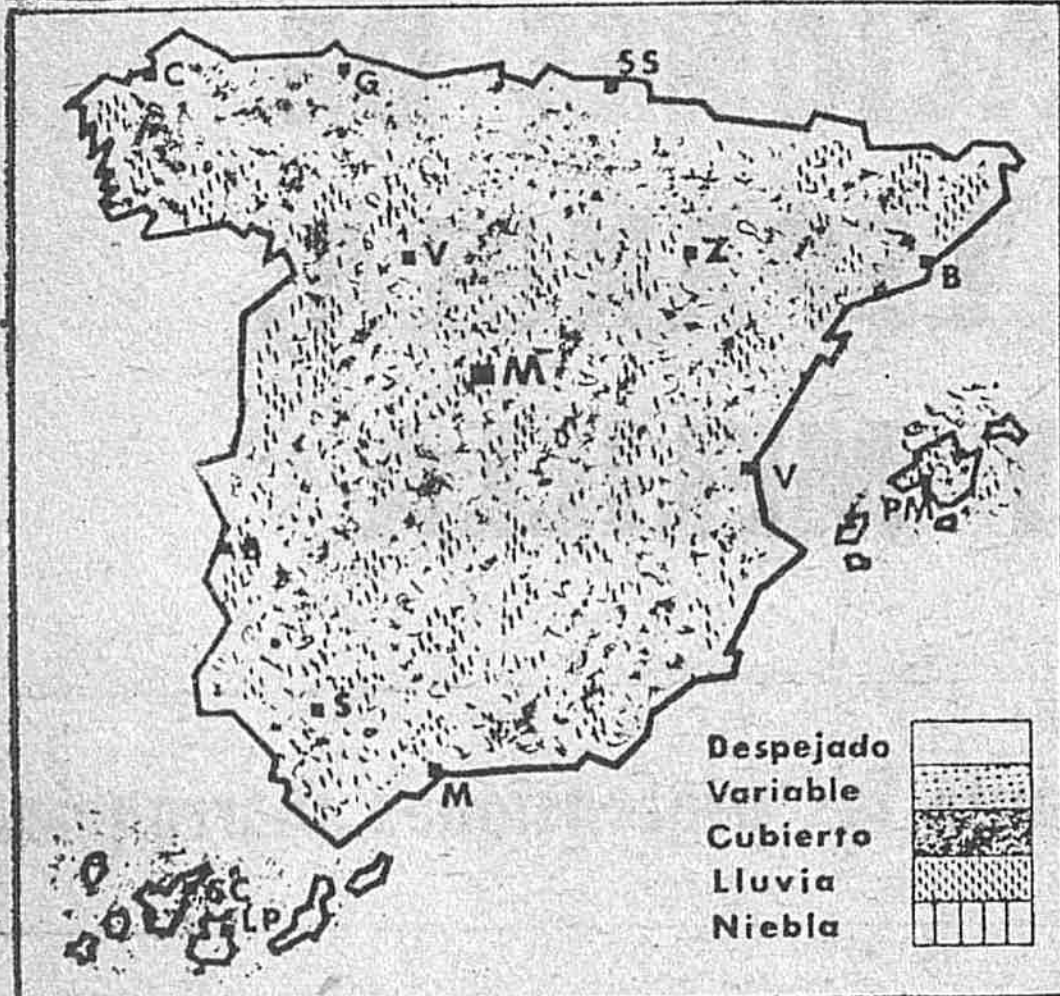 C
G
SS
V
Z
B
M
V
PM
S
M
SC
LP
Despejado
Variable
Cubierto
Lluvia
Niebla